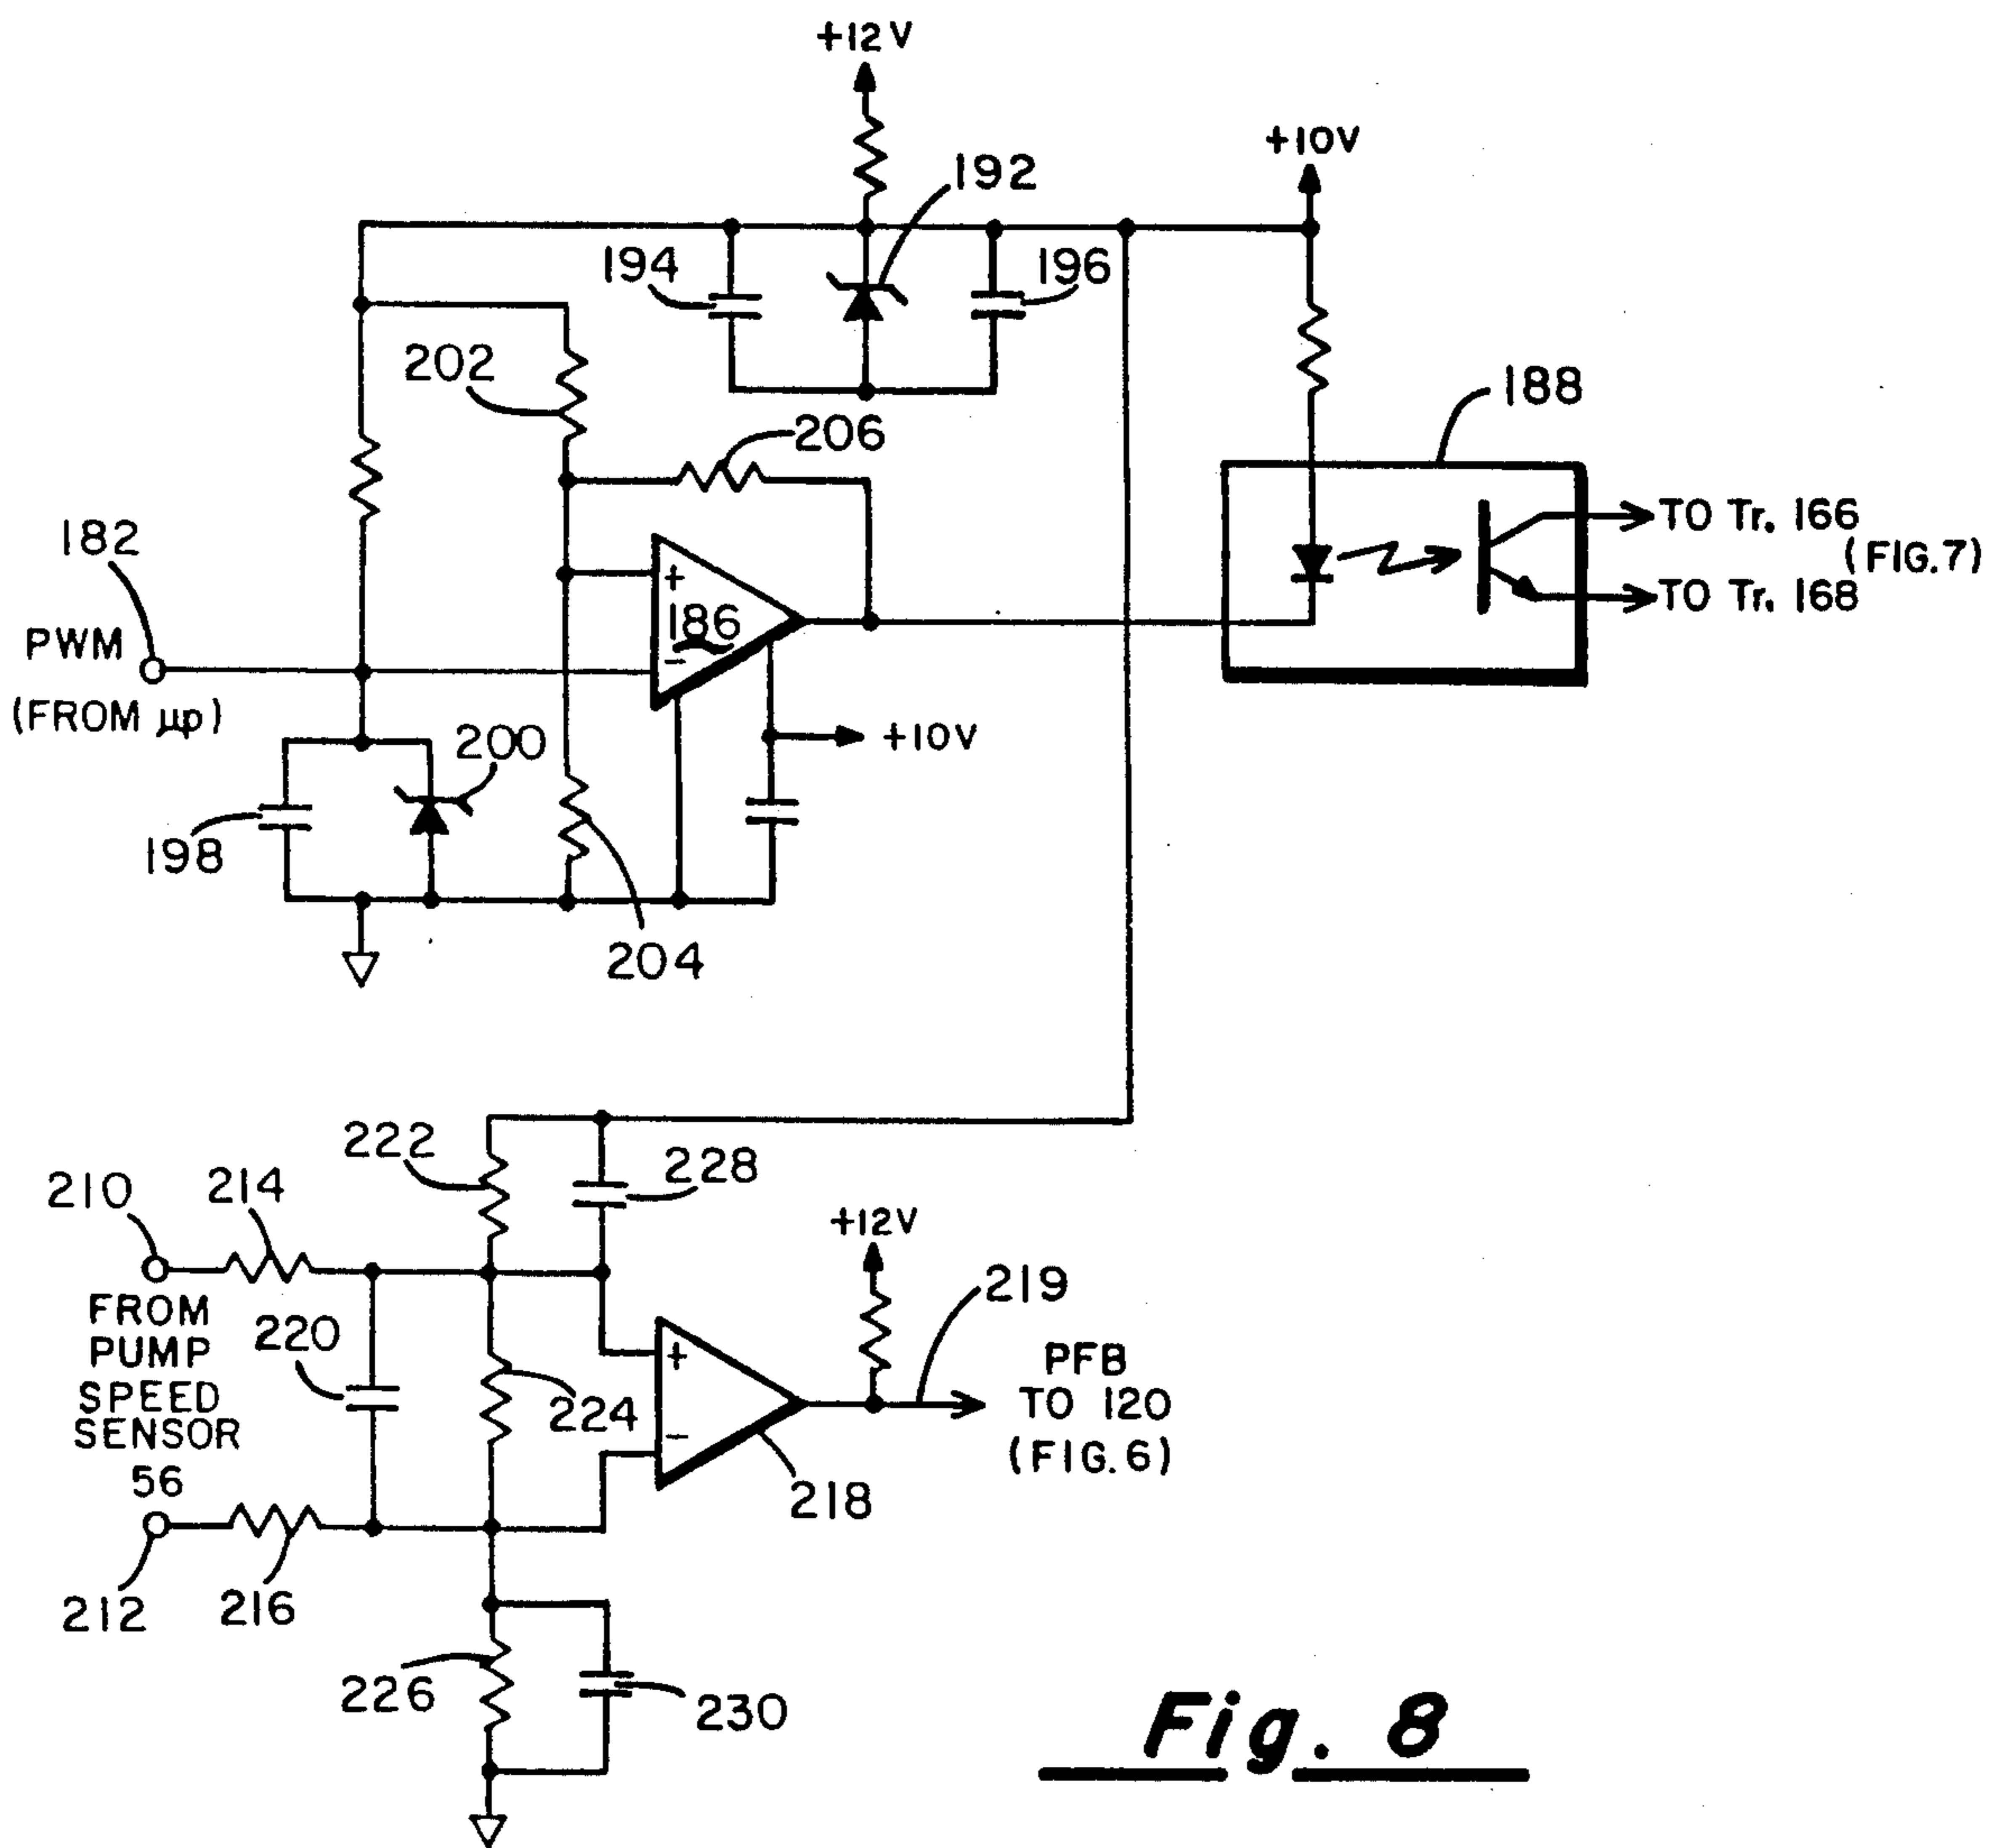 +12V
+10V
192
194
196
202
188
206
182
TO Tr. 166
(FIG.7)
TO Tr. 168
+
186
-
PWM
(FROM μp)
200
+10V
198
204
222
228
210
214
+12V
219
FROM
PUMP
SPEED
SENSOR
56
220
224
+
-
PFB
TO 120
(FIG.6)
218
212
216
226
230
Fig. 8